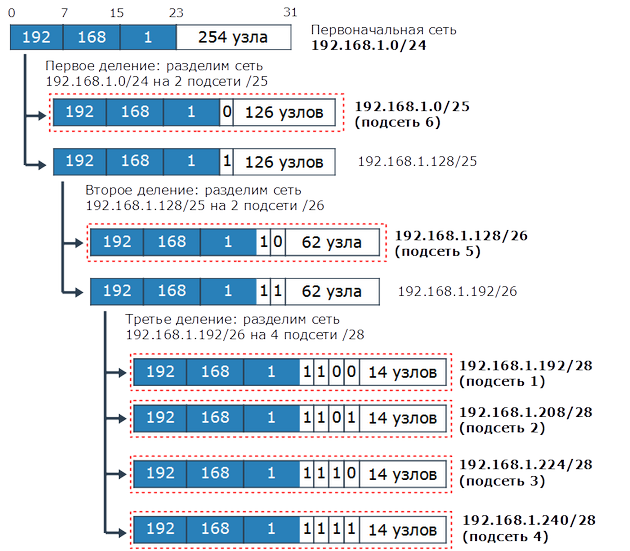 0 7 15 23 31
192 168 1 254 узла
Первоначальная сеть
192.168.1.0/24
Первое деление: разделим сеть
192.168.1.0/24 на 2 подсети /25
192 168 1 0 126 узлов
192.168.1.0/25
(подсеть 6)
192 168 1 1 126 узлов
192.168.1.128/25
Второе деление: разделим сеть
192.168.1.128/25 на 2 подсети /26
192 168 1 1 0 62 узла
192.168.1.128/26
(подсеть 5)
192 168 1 1 1 62 узла
192.168.1.192/26
Третье деление: разделим сеть
192.168.1.192/26 на 4 подсети /28
192 168 1 1 1 0 0 14 узлов
192.168.1.192/28
(подсеть 1)
192 168 1 1 1 0 1 14 узлов
192.168.1.208/28
(подсеть 2)
192 168 1 1 1 1 0 14 узлов
192.168.1.224/28
(подсеть 3)
192 168 1 1 1 1 1 14 узлов
192.168.1.240/28
(подсеть 4)